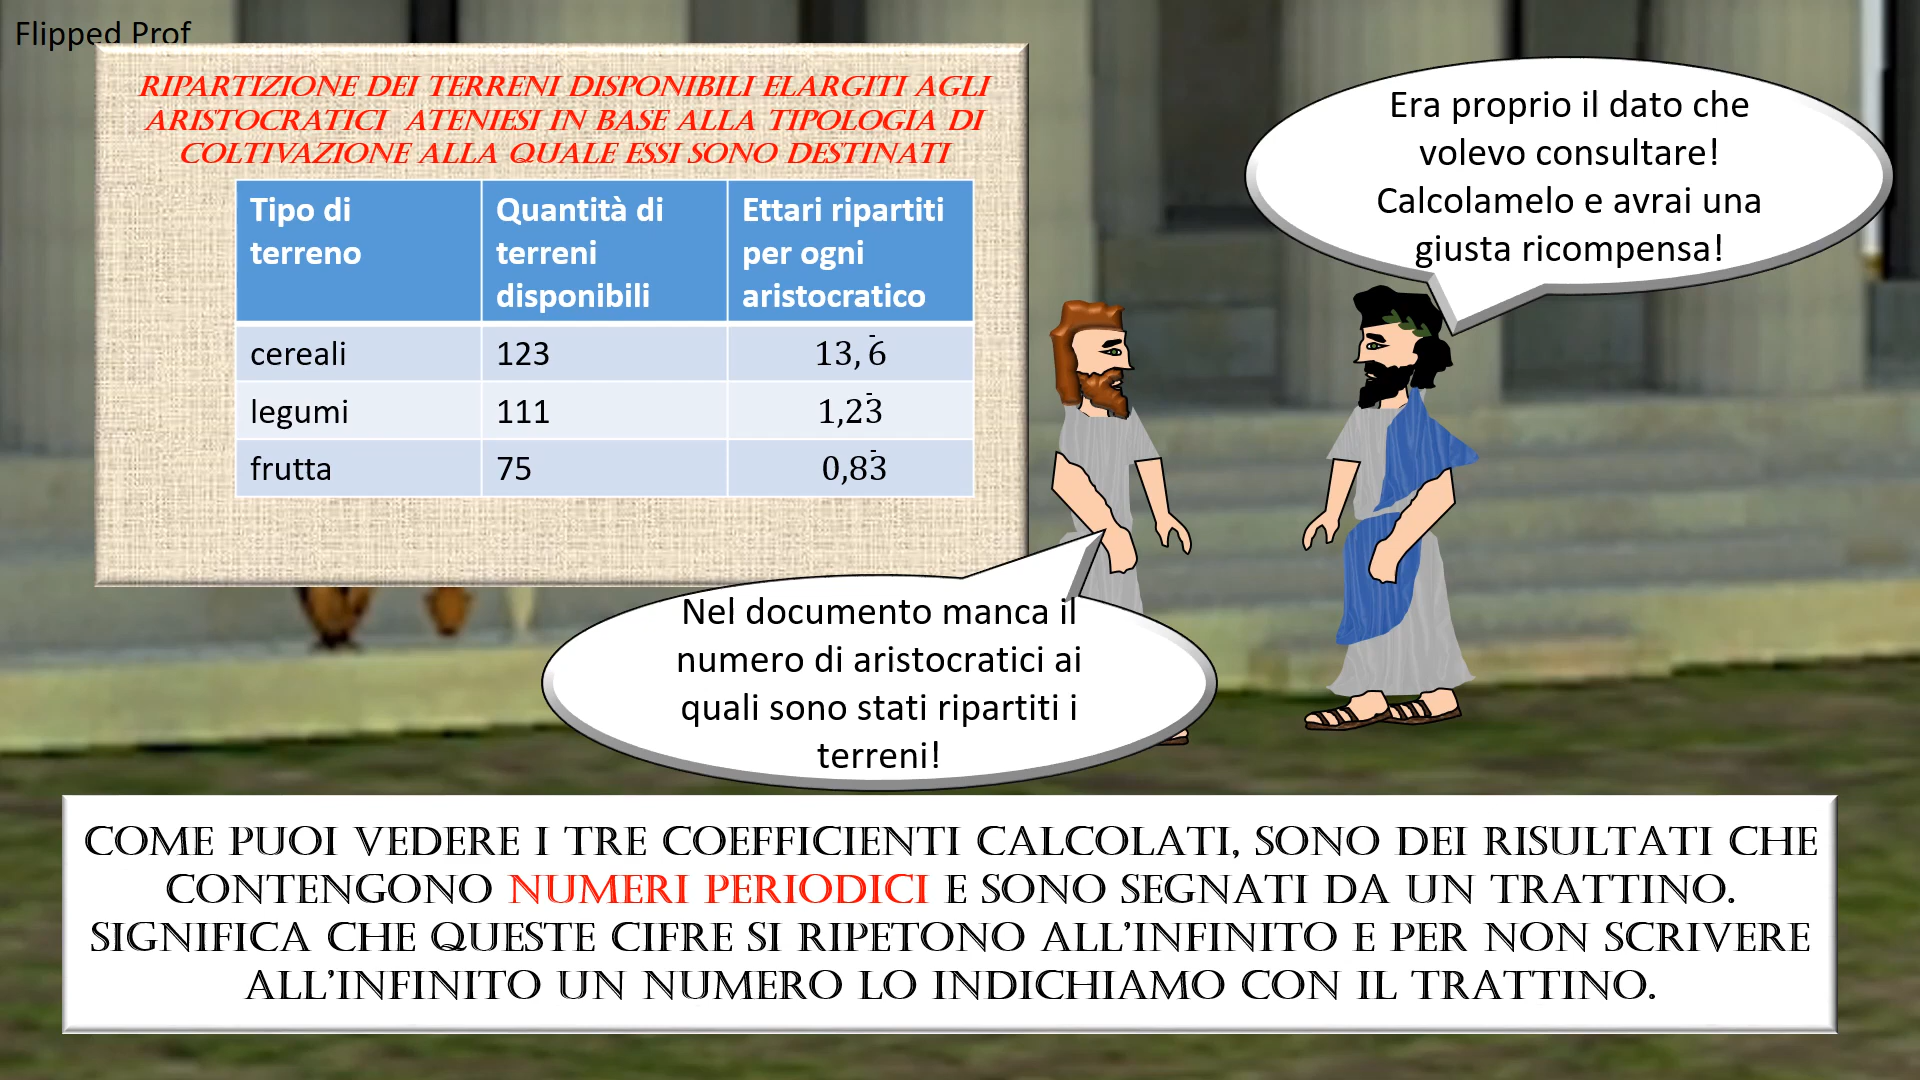 Flipped Prof
RIPARTIZIONE DEI TERRENI DISPONIBILI ELARGITI AGLI
ARISTOCRATICI ATENIESI IN BASE ALLA TIPOLOGIA DI
COLTIVAZIONE ALLA QUALE ESSI SONO DESTINATI
Tipo di terreno
Quantità di terreni disponibili
Ettari ripartiti per ogni aristocratico
cereali 123 13,6̄
legumi 111 1,23̄
frutta 75 0,83̄
Era proprio il dato che
volevo consultare!
Calcolamelo e avrai una
giusta ricompensa!
Nel documento manca il
numero di aristocratici ai
quali sono stati ripartiti i
terreni!
COME PUOI VEDERE I TRE COEFFICIENTI CALCOLATI, SONO DEI RISULTATI CHE
CONTENGONO NUMERI PERIODICI E SONO SEGNATI DA UN TRATTINO.
SIGNIFICA CHE QUESTE CIFRE SI RIPETONO ALL'INFINITO E PER NON SCRIVERE
ALL'INFINITO UN NUMERO LO INDICHIAMO CON IL TRATTINO.